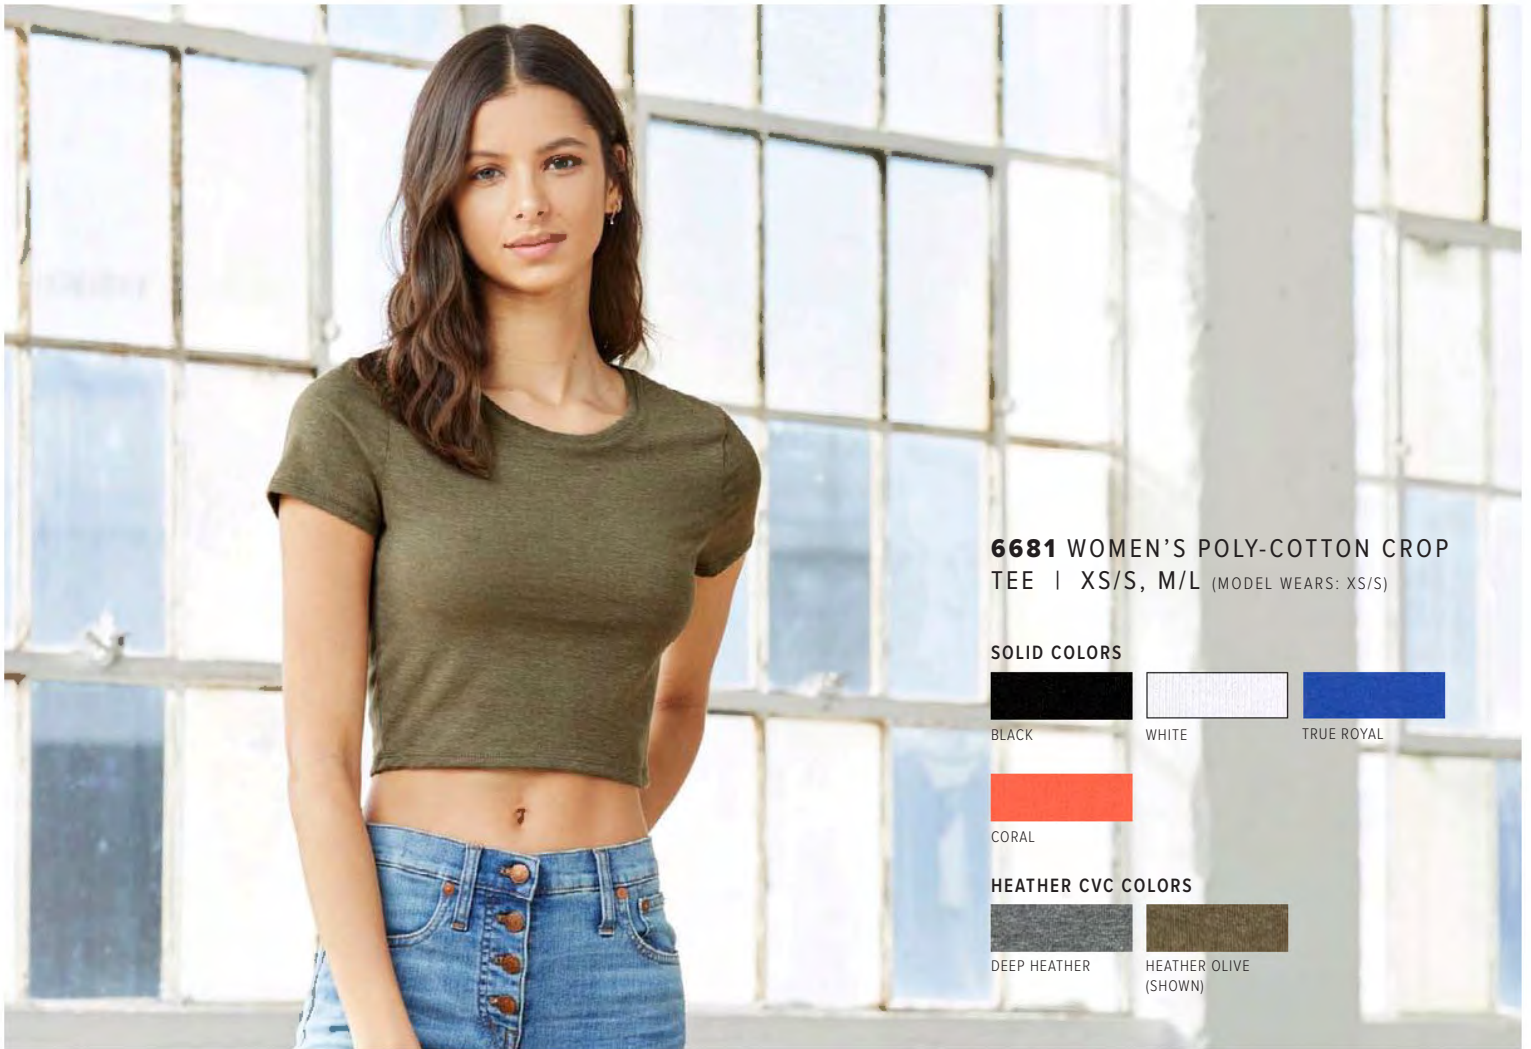 6681 WOMEN'S POLY-COTTON CROP
TEE | XS/S, M/L (MODEL WEARS: XS/S)
SOLID COLORS
BLACK
WHITE
TRUE ROYAL
CORAL
HEATHER CVC COLORS
DEEP HEATHER
HEATHER OLIVE
(SHOWN)